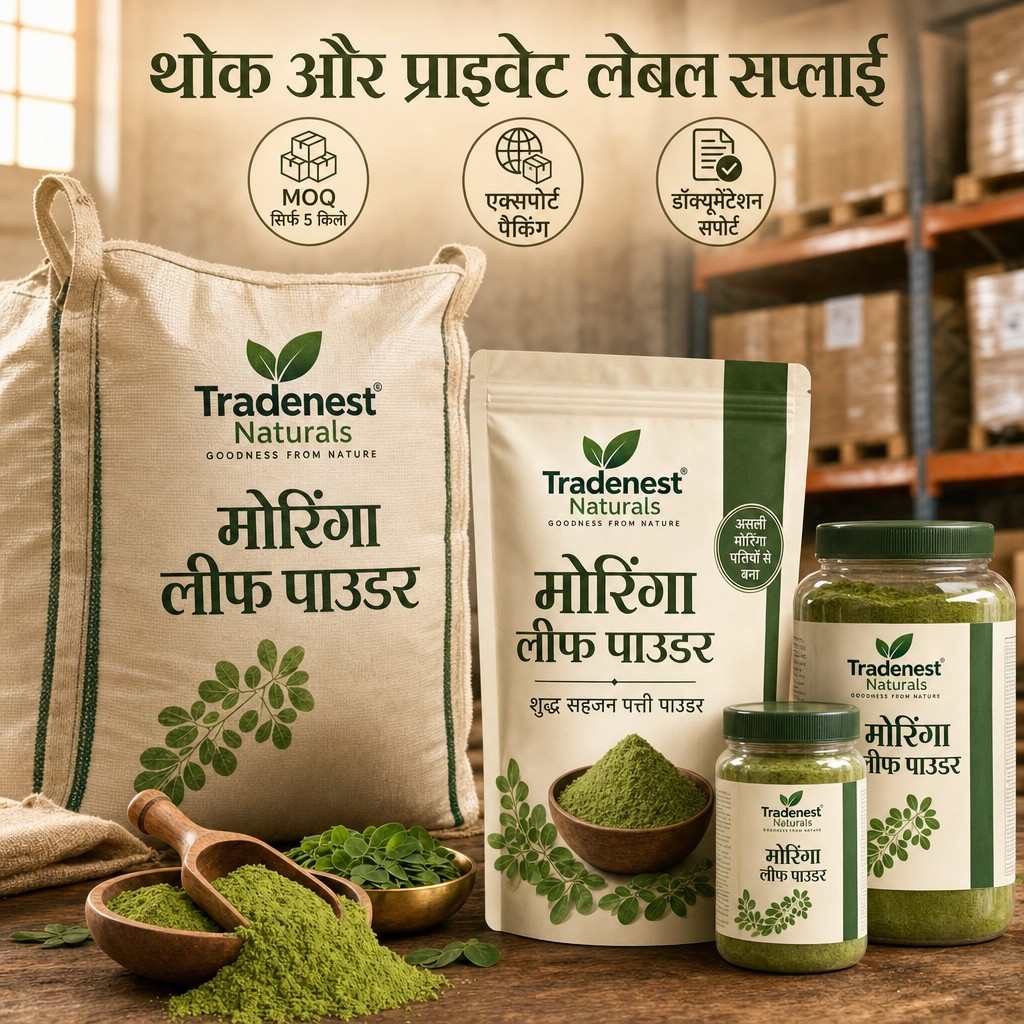 थोक और प्राइवेट लेबल सप्लाई
MOQ
सिर्फ 5 किलो
एक्सपोर्ट
पैकिंग
डॉक्यूमेंटेशन
सपोर्ट
Tradenest
Naturals
GOODNESS FROM NATURE
मोरिंगा
लीफ पाउडर
Tradenest®
Naturals
GOODNESS FROM NATURE
असली
मोरिंगा
पतियों से
बना
मोरिंगा
लीफ पाउडर
शुद्ध सहजन पत्ती पाउडर
Tradenest
Naturals
GOODNESS FROM NATURE
मोरिंगा
लीफ पाउडर
Tradenest
Naturals
GOODNESS FROM NATURE
मोरिंगा
लीफ पाउडर